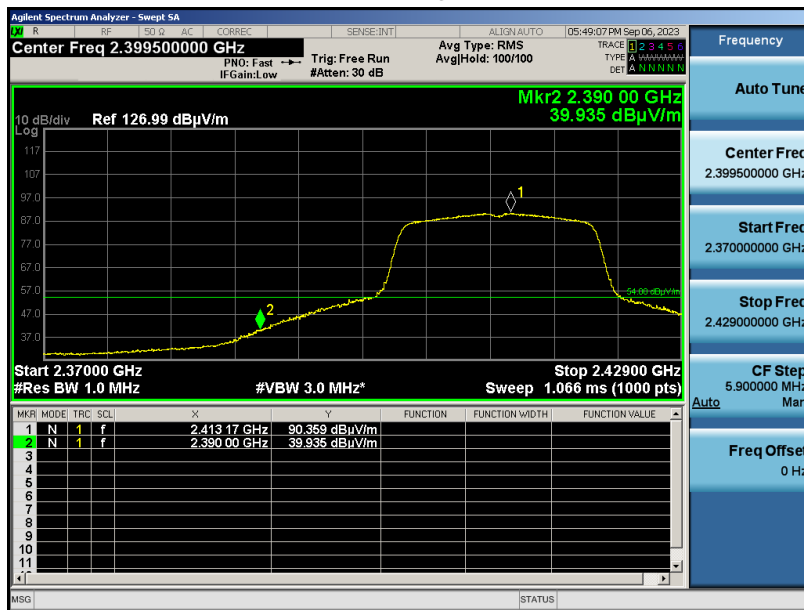 Agilent Spectrum Analyzer - Swept SA
LXI R RF 50 Ω AC CORREC SENSE:INT ALIGN AUTO 05:49:07 PM Sep 06, 2023
Center Freq 2.399500000 GHz
PNO: Fast
IFGain:Low
Trig: Free Run
#Atten: 30 dB
Avg Type: RMS
Avg|Hold: 100/100
TRACE 1 2 3 4 5 6
TYPE A WWWWW
DET A N N N N N
Mkr2 2.390 00 GHz
39.935 dBµV/m
10 dB/div Ref 126.99 dBµV/m
Log
117
107
97.0
87.0
77.0
67.0
57.0
47.0
37.0
1
2
54.00 dBµV/m
Start 2.37000 GHz Stop 2.42900 GHz
#Res BW 1.0 MHz #VBW 3.0 MHz* Sweep 1.066 ms (1000 pts)
MKR MODE TRC SCL X Y FUNCTION FUNCTION WIDTH FUNCTION VALUE
1 N 1 f 2.413 17 GHz 90.359 dBµV/m
2 N 1 f 2.390 00 GHz 39.935 dBµV/m
3
4
5
6
7
8
9
10
11
MSG STATUS
Frequency
Auto Tune
Center Freq
2.399500000 GHz
Start Freq
2.370000000 GHz
Stop Freq
2.429000000 GHz
CF Step
5.900000 MHz
Auto Man
Freq Offset
0 Hz